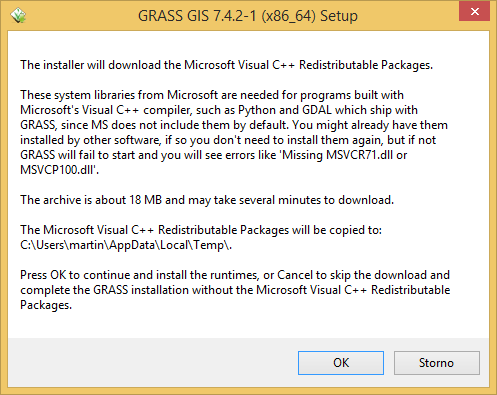 GRASS GIS 7.4.2-1 (x86_64) Setup
The installer will download the Microsoft Visual C++ Redistributable Packages.
These system libraries from Microsoft are needed for programs built with
Microsoft's Visual C++ compiler, such as Python and GDAL which ship with
GRASS, since MS does not include them by default. You might already have them
installed by other software, if so you don't need to install them again, but if not
GRASS will fail to start and you will see errors like 'Missing MSVCR71.dll or
MSVCP100.dll'.
The archive is about 18 MB and may take several minutes to download.
The Microsoft Visual C++ Redistributable Packages will be copied to:
C:\Users\martin\AppData\Local\Temp\.
Press OK to continue and install the runtimes, or Cancel to skip the download and
complete the GRASS installation without the Microsoft Visual C++ Redistributable
Packages.
OK
Storno